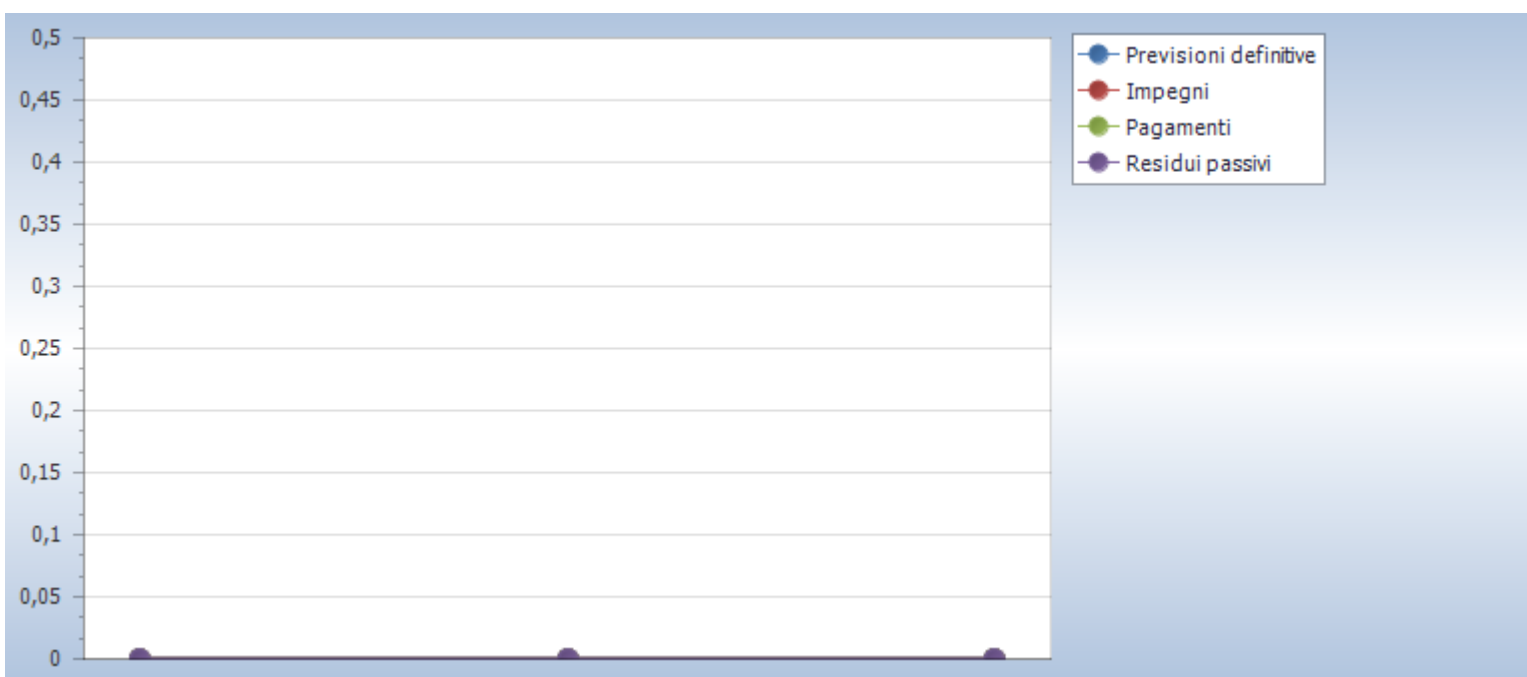 0,5
0,45
0,4
0,35
0,3
0,25
0,2
0,15
0,1
0,05
0
Previsioni definitive
Impegni
Pagamenti
Residui passivi